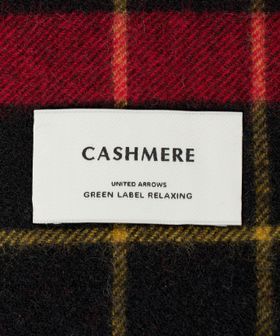 CASHMERE
UNITED ARROWS
GREEN LABEL RELAXING